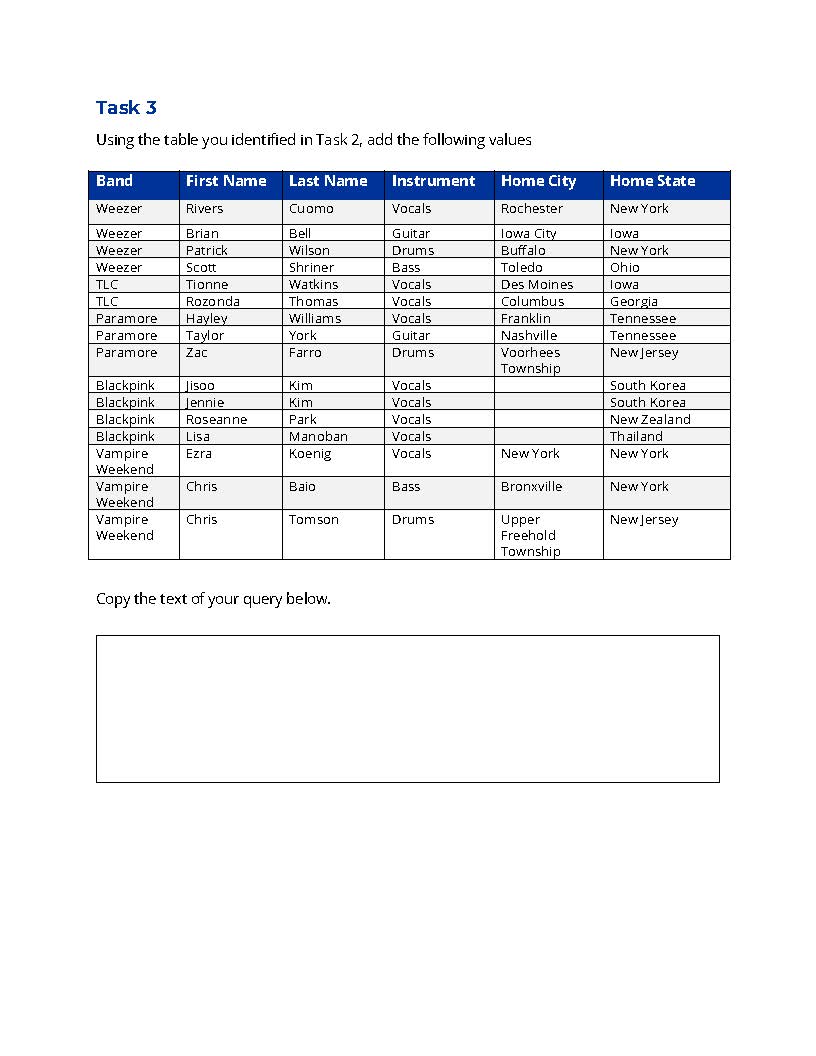 Task 3
Using the table you identified in Task 2, add the following values
Band First Name Last Name Instrument Home City Home State
Weezer Rivers Cuomo Vocals Rochester New York
Weezer Brian Bell Guitar Iowa City Iowa
Weezer Patrick Wilson Drums Buffalo New York
Weezer Scott Shriner Bass Toledo Ohio
TLC Tionne Watkins Vocals Des Moines Iowa
TLC Rozonda Thomas Vocals Columbus Georgia
Paramore Hayley Williams Vocals Franklin Tennessee
Paramore Taylor York Guitar Nashville Tennessee
Paramore Zac Farro Drums Voorhees New Jersey
Township
Blackpink Jisoo Kim Vocals South Korea
Blackpink Jennie Kim Vocals South Korea
Blackpink Roseanne Park Vocals New Zealand
Blackpink Lisa Manoban Vocals Thailand
Vampire Ezra Koenig Vocals New York New York
Weekend
Vampire Chris Baio Bass Bronxville New York
Weekend
Vampire Chris Tomson Drums Upper New Jersey
Weekend Freehold
Township
Copy the text of your query below.